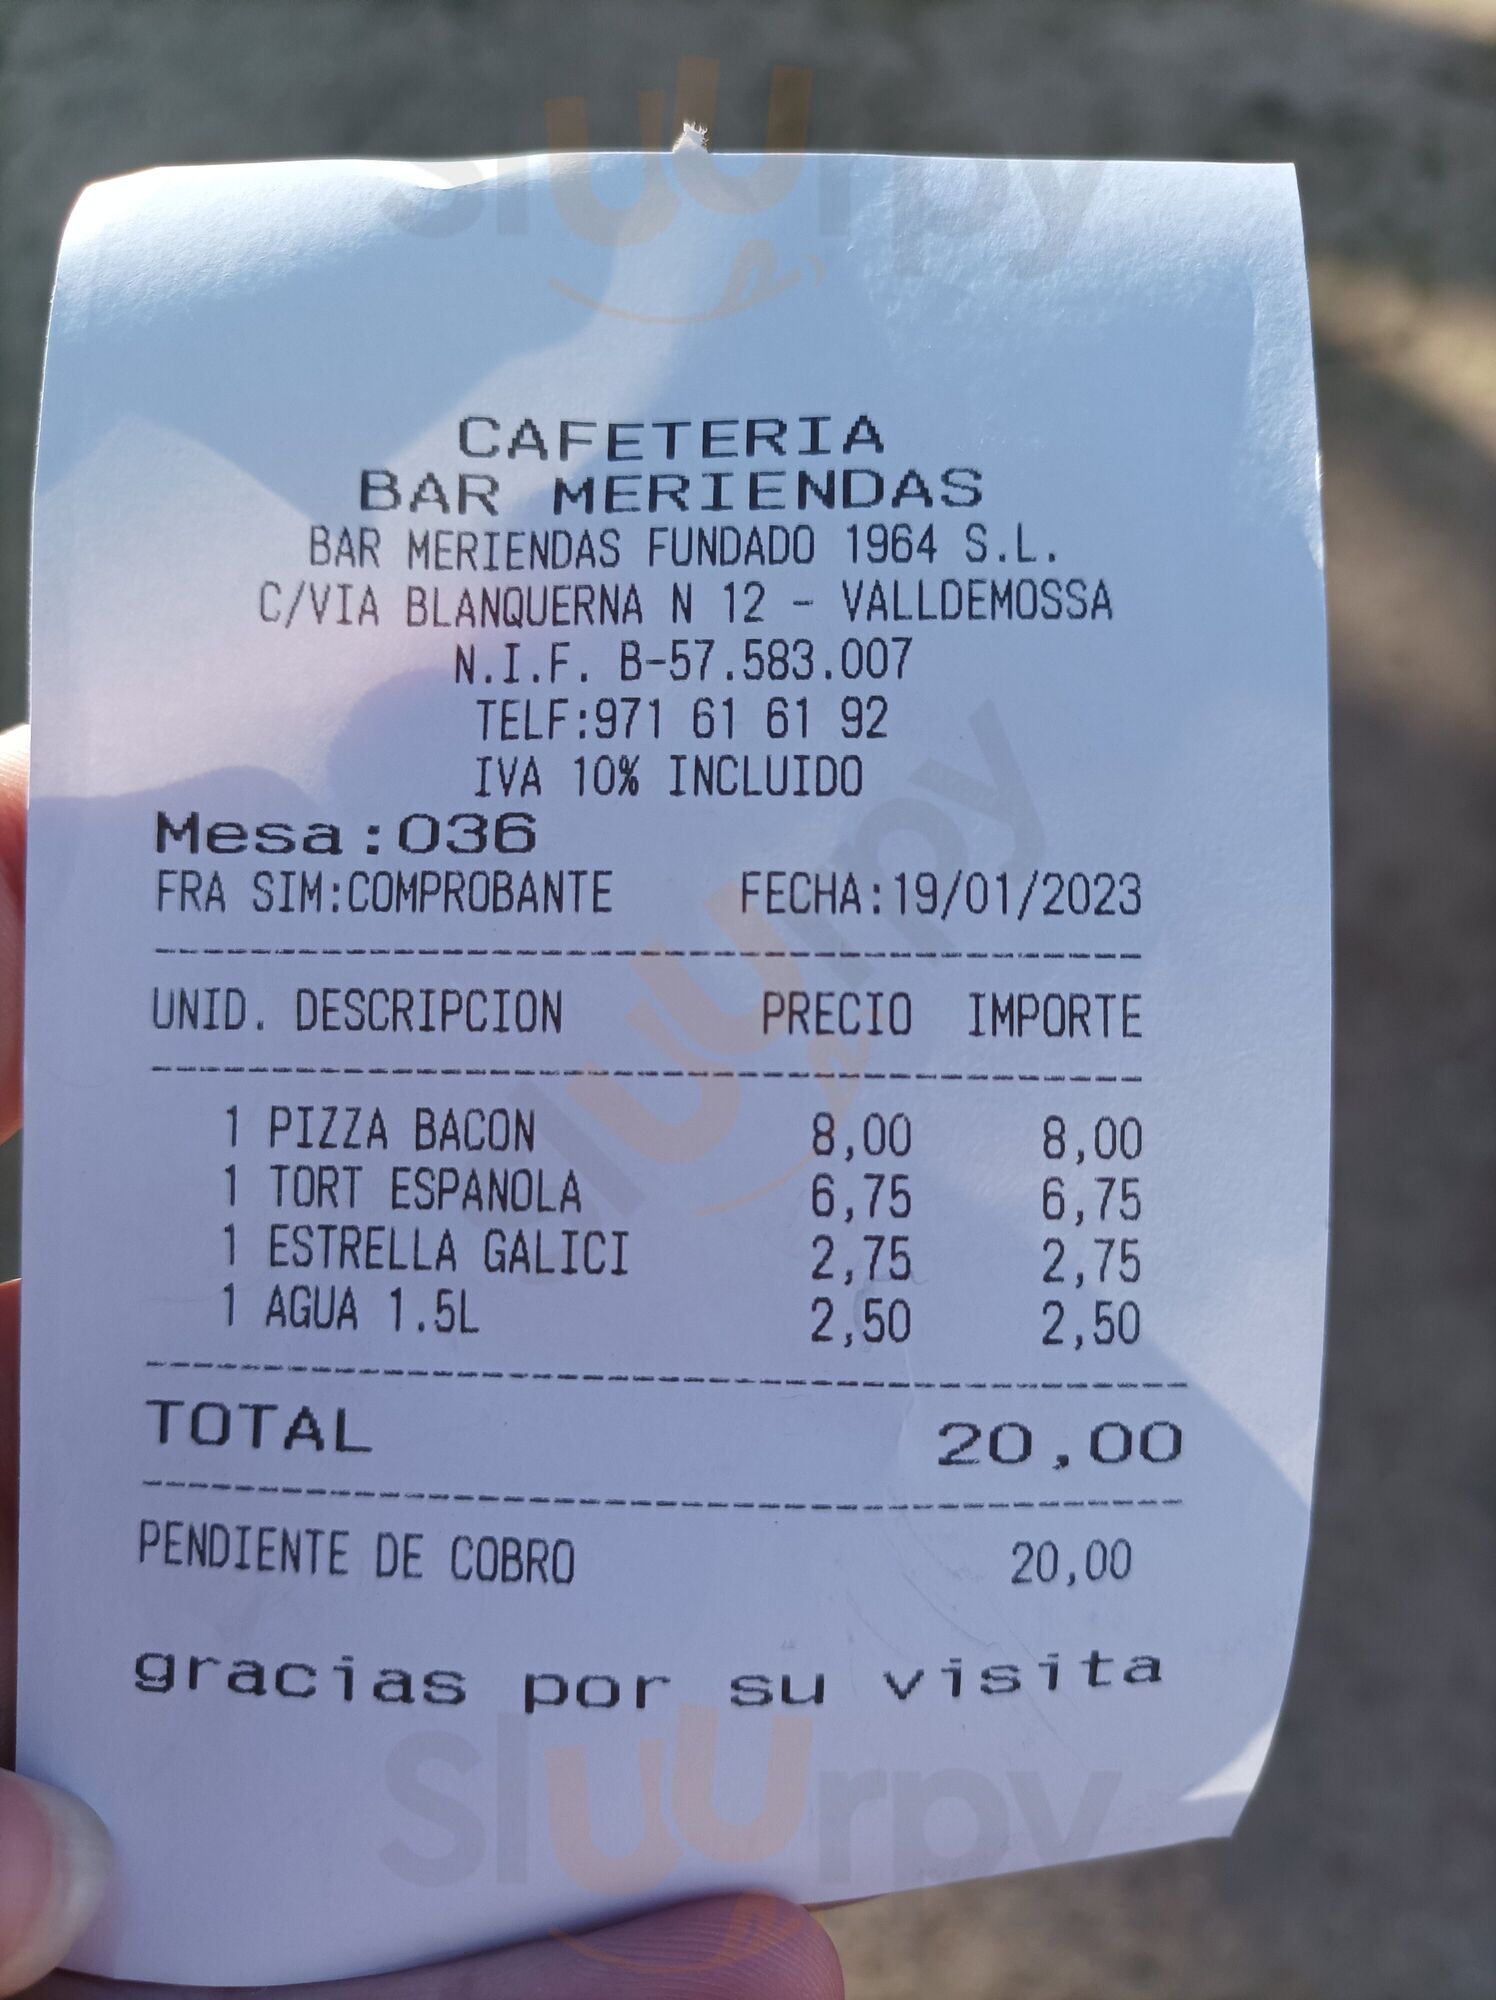 CAFETERIA
BAR MERIENDAS
BAR MERIENDAS FUNDADO 1964 S.L.
C/VIA BLANQUERNA N 12 - VALLDEMOSSA
N.I.F. B-57.583.007
TELF:971 61 61 92
IVA 10% INCLUIDO
Mesa:036
FRA SIM:COMPROBANTE FECHA:19/01/2023
UNID. DESCRIPCION PRECIO IMPORTE
1 PIZZA BACON 8,00 8,00
1 TORT ESPANOLA 6,75 6,75
1 ESTRELLA GALICI 2,75 2,75
1 AGUA 1.5L 2,50 2,50
TOTAL 20,00
PENDIENTE DE COBRO 20,00
gracias por su visita
sluurpy
sluurpy
sluurpy